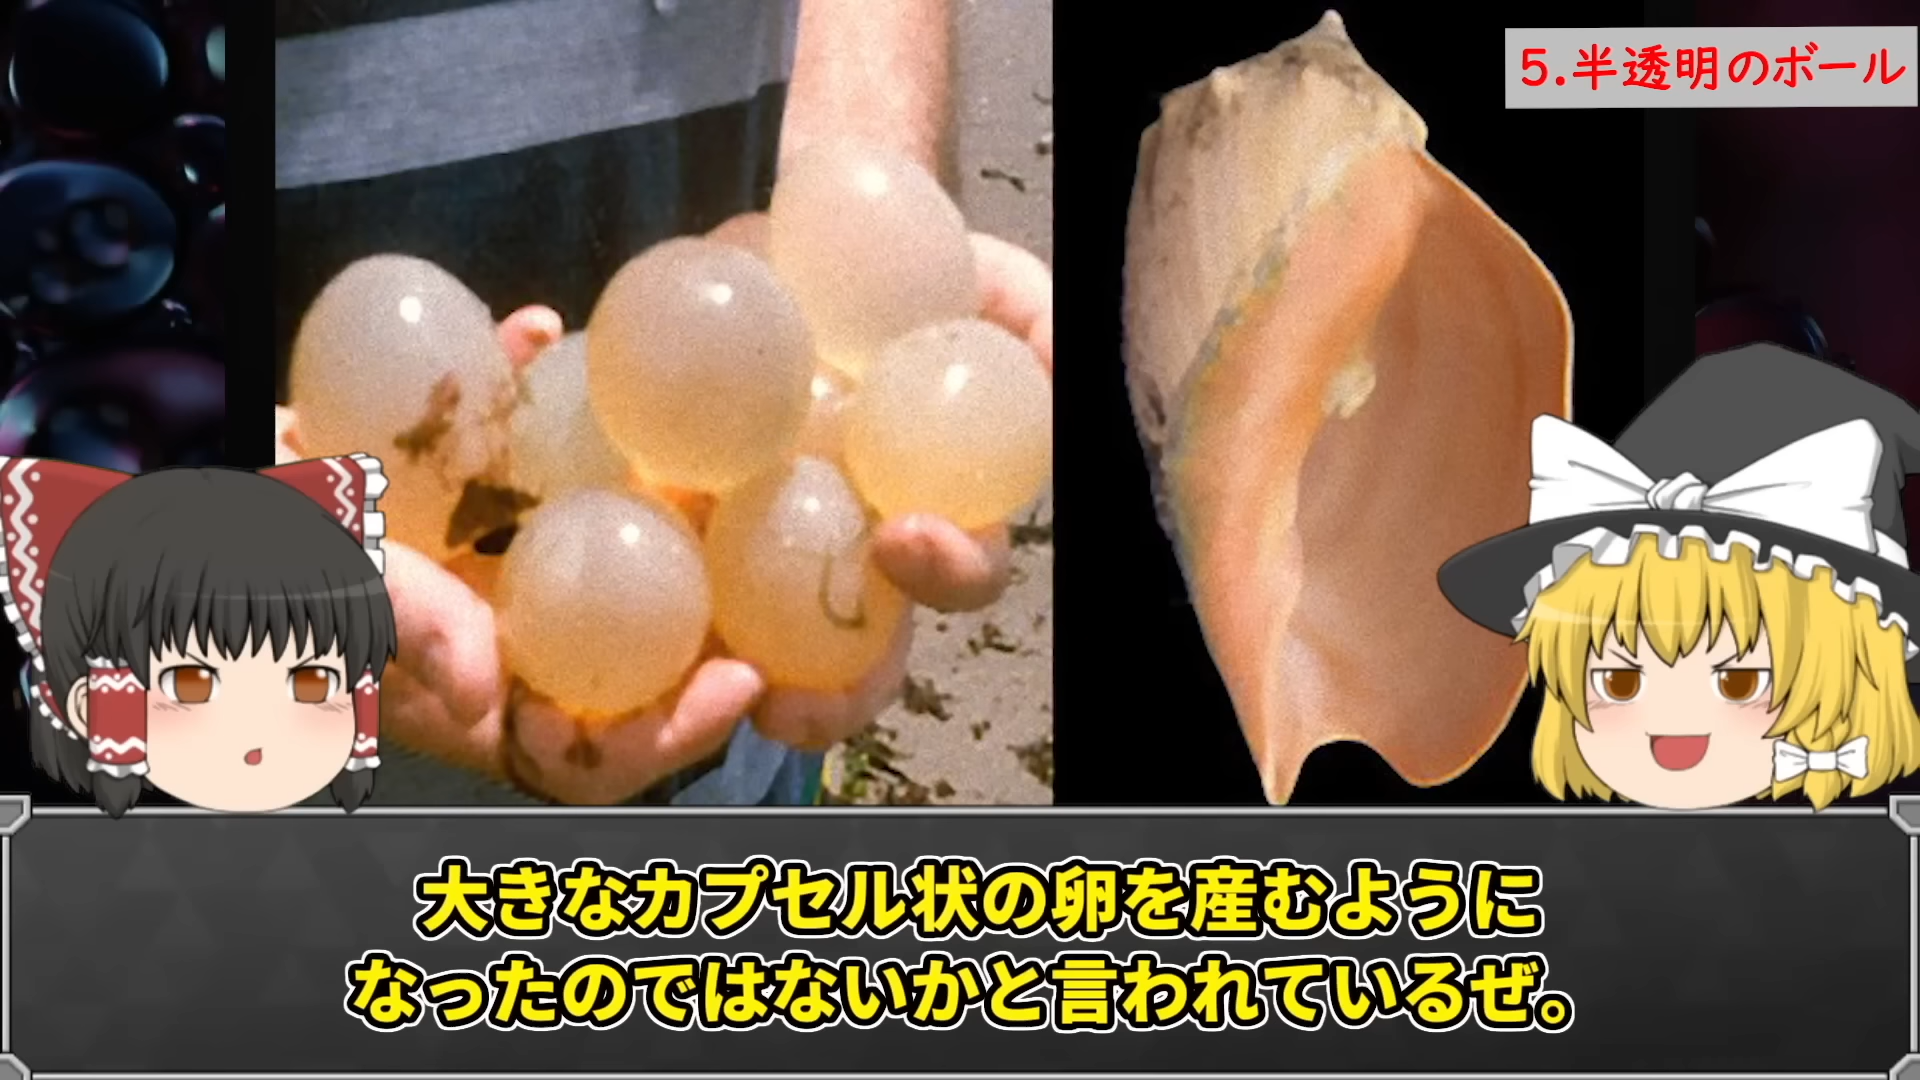 5.半透明のボール
大きなカプセル状の卵を産むように
なったのではないかと言われているぜ。